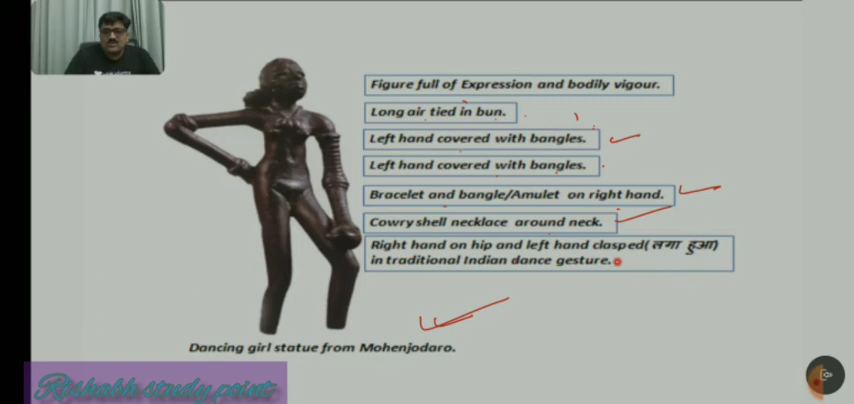 Figure full of Expression and bodily vigour.
Long air tied in bun.
Left hand covered with bangles.
Left hand covered with bangles.
Bracelet and bangle/Amulet on right hand.
Cowry shell necklace around neck.
Right hand on hip and left hand clasped(लगा हुआ)
in traditional Indian dance gesture.
Dancing girl statue from Mohenjodaro.
Rishabh study point